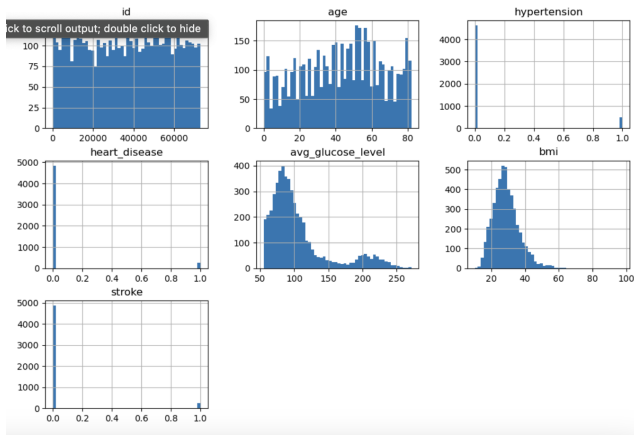 id
age
hypertension
ick to scroll output; double click to hide
100
75
50
25
0
0 20000 40000 60000
150
100
50
0
0 20 40 60 80
4000
3000
2000
1000
0
0.0 0.2 0.4 0.6 0.8 1.0
heart_disease
avg_glucose_level
bmi
5000
4000
3000
2000
1000
0
0.0 0.2 0.4 0.6 0.8 1.0
400
300
200
100
0
50 100 150 200 250
500
400
300
200
100
0
20 40 60 80 100
stroke
5000
4000
3000
2000
1000
0
0.0 0.2 0.4 0.6 0.8 1.0